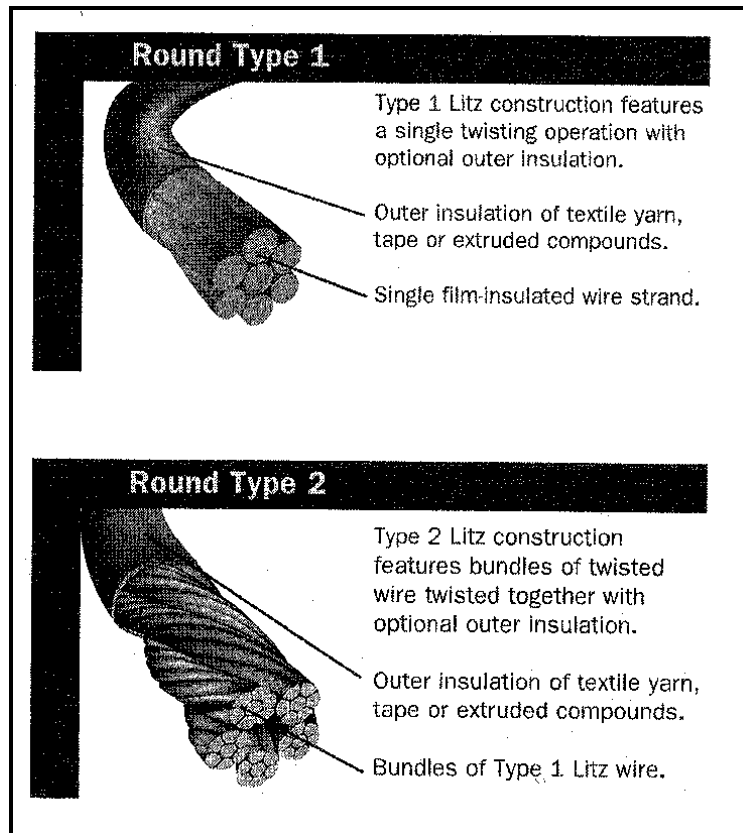 Round Type 1
Type 1 Litz construction features
a single twisting operation with
optional outer insulation.
Outer insulation of textile yarn,
tape or extruded compounds.
Single film-insulated wire strand.
Round Type 2
Type 2 Litz construction
features bundles of twisted
wire twisted together with
optional outer insulation.
Outer insulation of textile yarn,
tape or extruded compounds.
Bundles of Type 1 Litz wire.